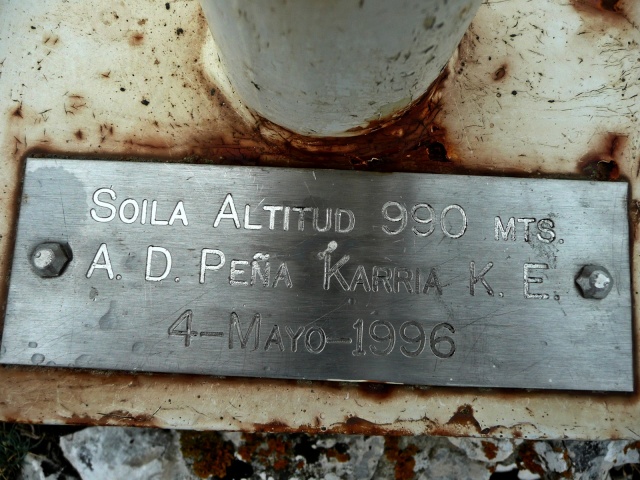 SOILA ALTITUD 990 MTS.
A. D. PEÑA KARRIA K. E.
4-MAYO-1996